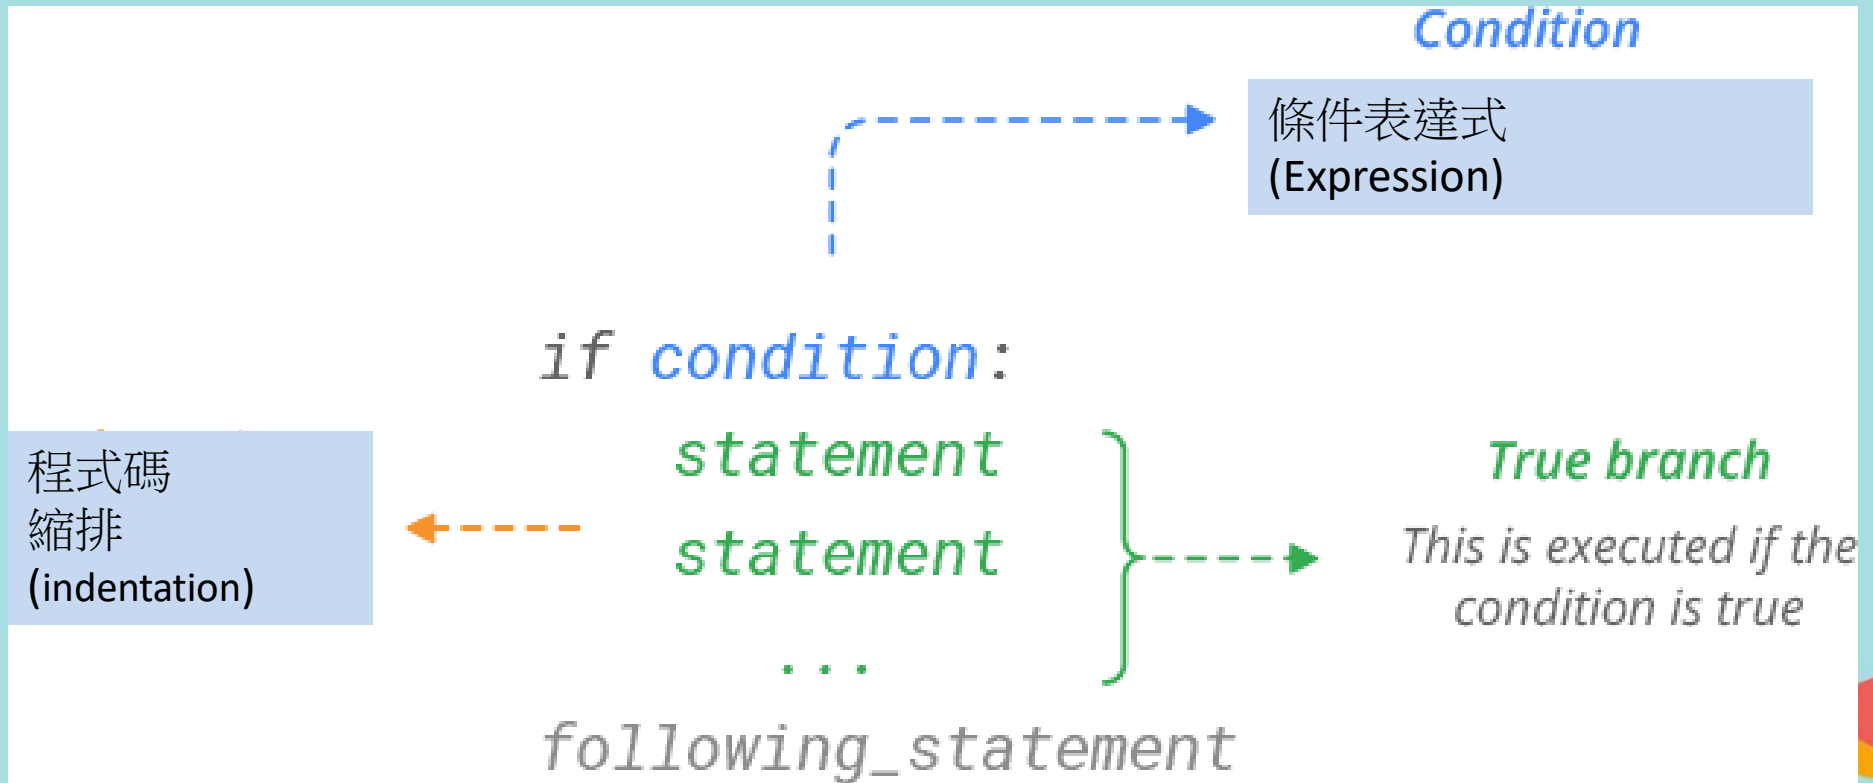 Condition
條件表達式
(Expression)
if condition:
statement
statement
...
following_statement
程式碼
縮排
(indentation)
True branch
This is executed if the
condition is true